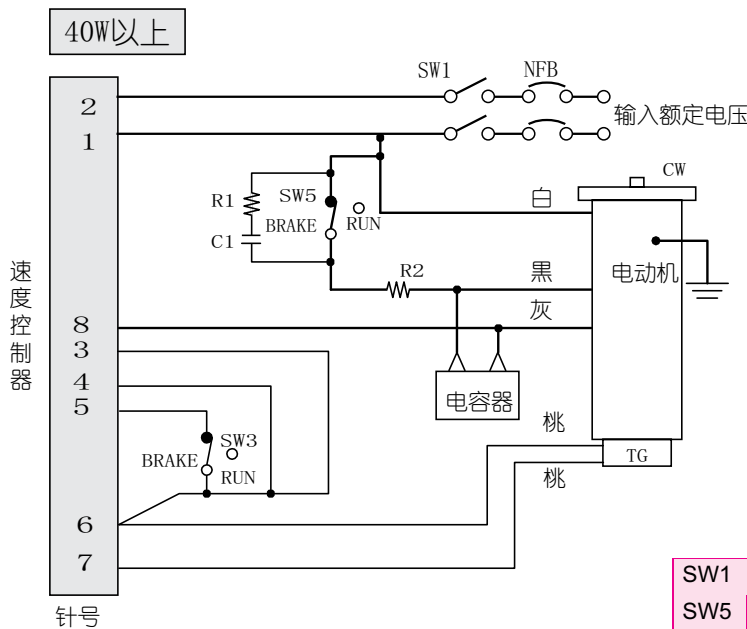 40W以上
2
1
SW1
NFB
输入额定电压
R1
C1
SW5
BRAKE
RUN
白
CW
R2
黒
灰
电动机
速度控制器
8
3
4
5
电容器
SW3
BRAKE
RUN
桃
桃
TG
6
7
针号
SW1
SW5